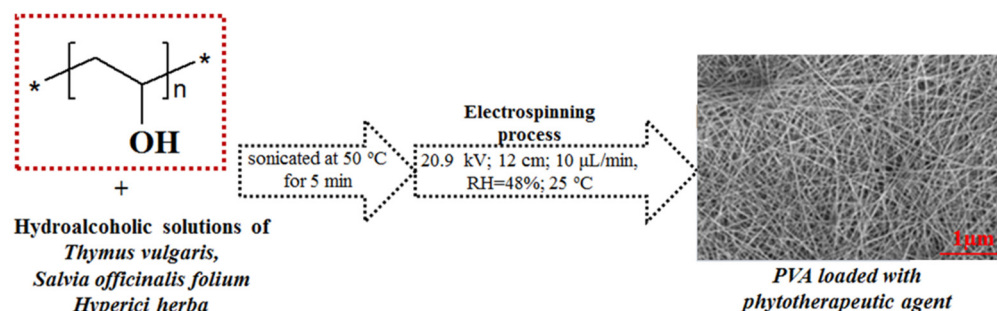 *
*
n
OH
+
Hydroalcoholic solutions of
Thymus vulgaris,
Salvia officinalis folium
Hyperici herba
sonicated at 50 °C
for 5 min
Electrospinning
process
20.9 kV; 12 cm; 10 µL/min,
RH=48%; 25 °C
1µm
PVA loaded with
phytotherapeutic agent